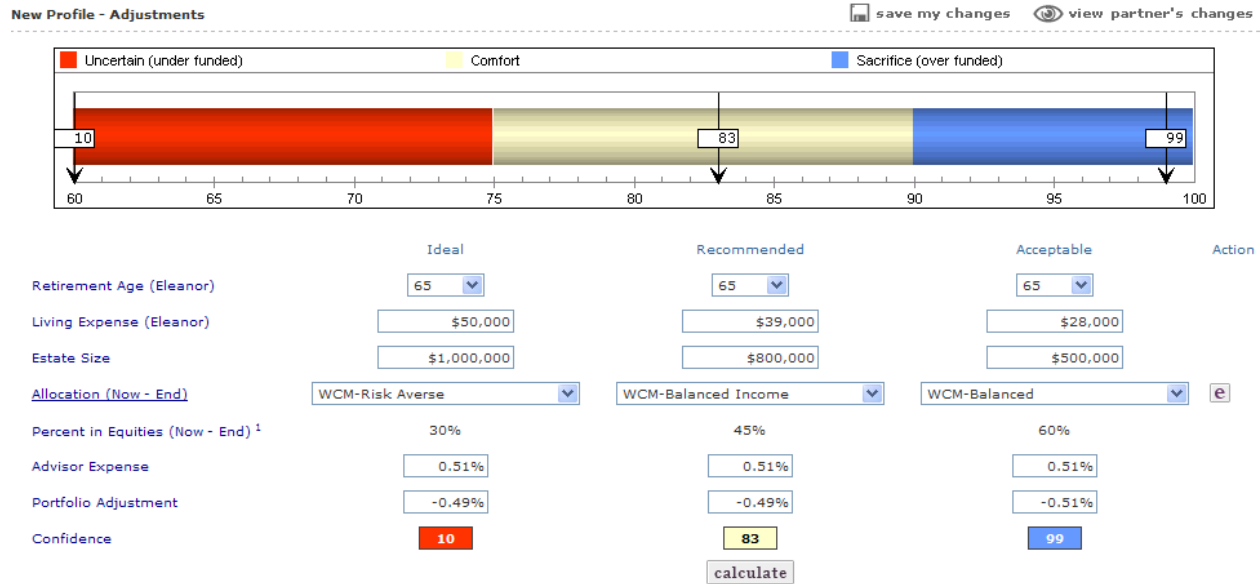 New Profile - Adjustments save my changes view partner's changes
Uncertain (under funded) Comfort Sacrifice (over funded)
10 83 99
60 65 70 75 80 85 90 95 100
Ideal Recommended Acceptable Action
Retirement Age (Eleanor) 65 65 65
Living Expense (Eleanor) $50,000 $39,000 $28,000
Estate Size $1,000,000 $800,000 $500,000
Allocation (Now - End) WCM-Risk Averse WCM-Balanced Income WCM-Balanced e
Percent in Equities (Now - End) 1 30% 45% 60%
Advisor Expense 0.51% 0.51% 0.51%
Portfolio Adjustment -0.49% -0.49% -0.51%
Confidence 10 83 99
calculate